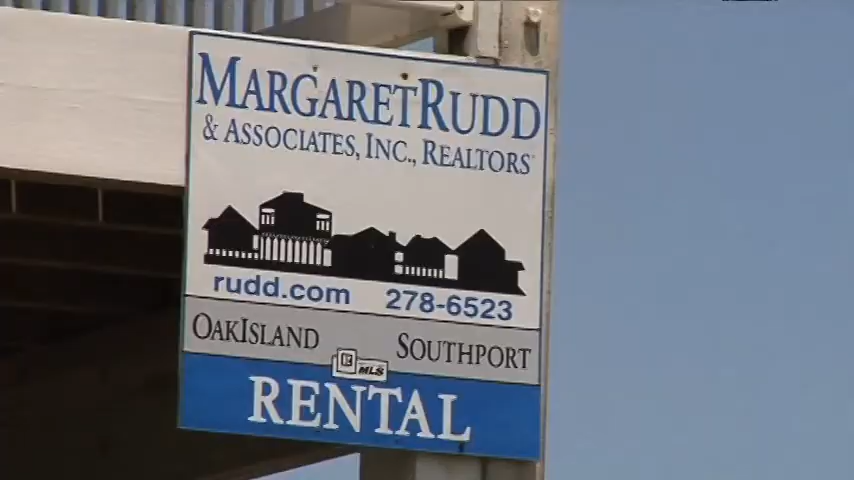 MARGARETRUDD
& ASSOCIATES, INC., REALTORS
rudd.com 278-6523
OAKISLAND SOUTHPORT
MLS
RENTAL